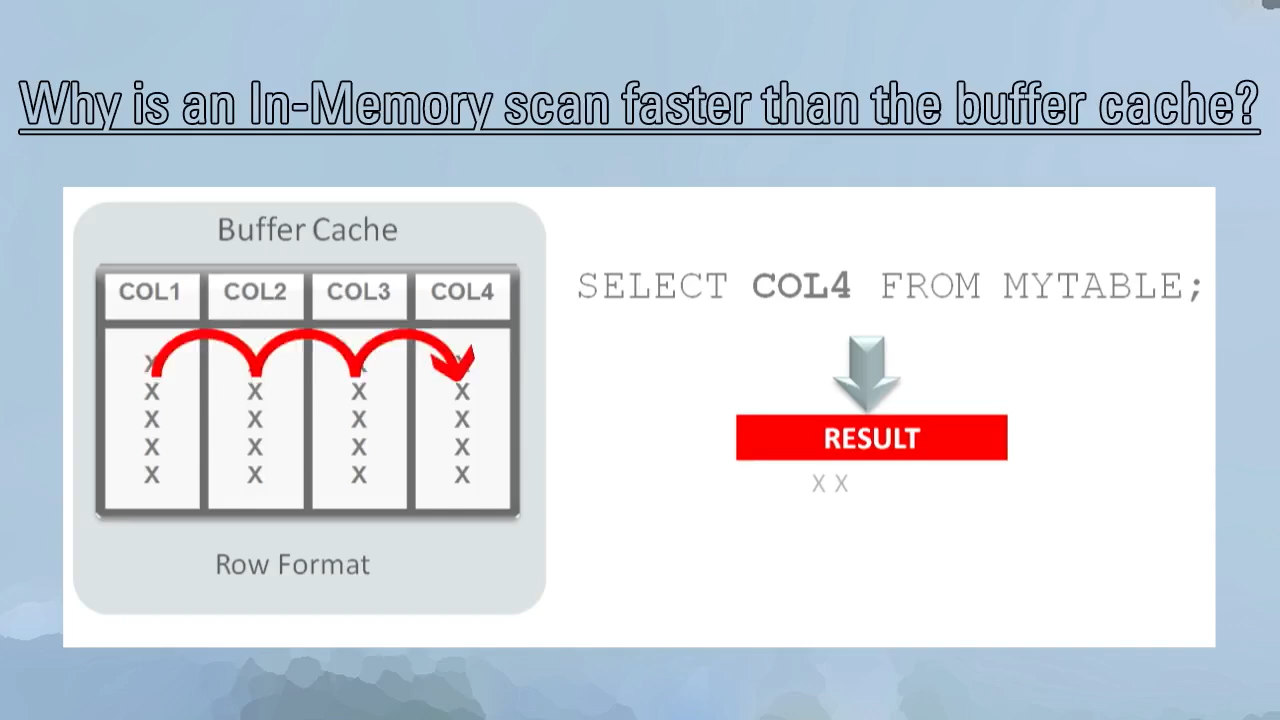 Why is an In-Memory scan faster than the buffer cache?
Buffer Cache
COL1 COL2 COL3 COL4
X X X X
X X X X
X X X X
X X X X
X X X X
Row Format
SELECT COL4 FROM MYTABLE;
RESULT
X X